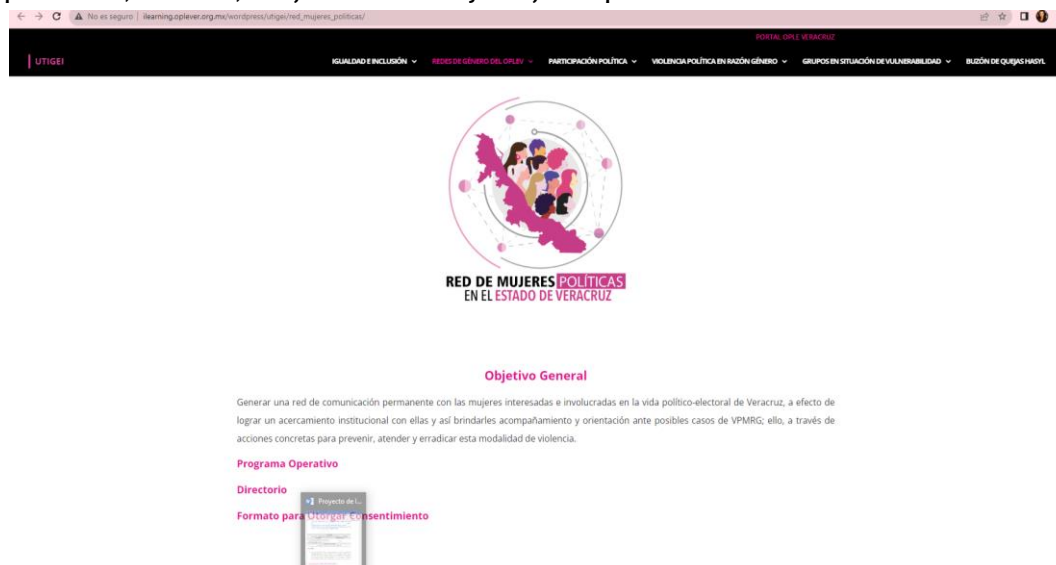 No es seguro | ilearning.oplever.org.mx/wordpress/utigei/red_mujeres_politicas/
PORTAL OPLE VERACRUZ
UTIGEI
IGUALDAD E INCLUSIÓN
REDES DE GÉNERO DEL OPLEV
PARTICIPACIÓN POLÍTICA
VIOLENCIA POLÍTICA EN RAZÓN GÉNERO
GRUPOS EN SITUACIÓN DE VULNERABILIDAD
BUZÓN DE QUEJAS HASYL
RED DE MUJERES POLÍTICAS
EN EL ESTADO DE VERACRUZ
Objetivo General
Generar una red de comunicación permanente con las mujeres interesadas e involucradas en la vida político-electoral de Veracruz, a efecto de
lograr un acercamiento institucional con ellas y así brindarles acompañamiento y orientación ante posibles casos de VPMRG; ello, a través de
acciones concretas para prevenir, atender y erradicar esta modalidad de violencia.
Programa Operativo
Directorio
Proyecto de l...
Formato para Otorgar Consentimiento